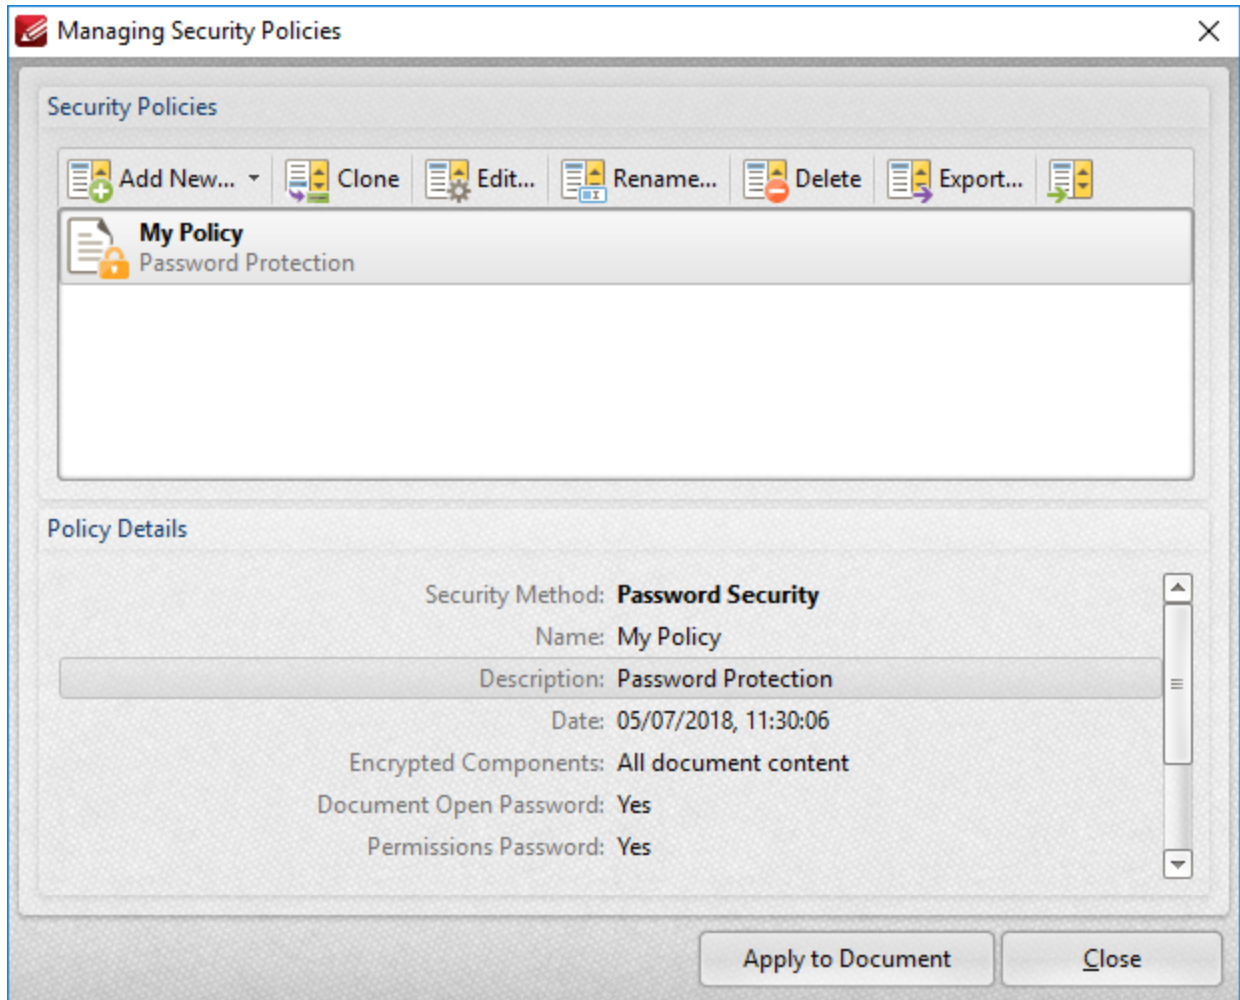 Managing Security Policies
Security Policies
Add New... Clone Edit... Rename... Delete Export...
My Policy
Password Protection
Policy Details
Security Method: Password Security
Name: My Policy
Description: Password Protection
Date: 05/07/2018, 11:30:06
Encrypted Components: All document content
Document Open Password: Yes
Permissions Password: Yes
Apply to Document Close